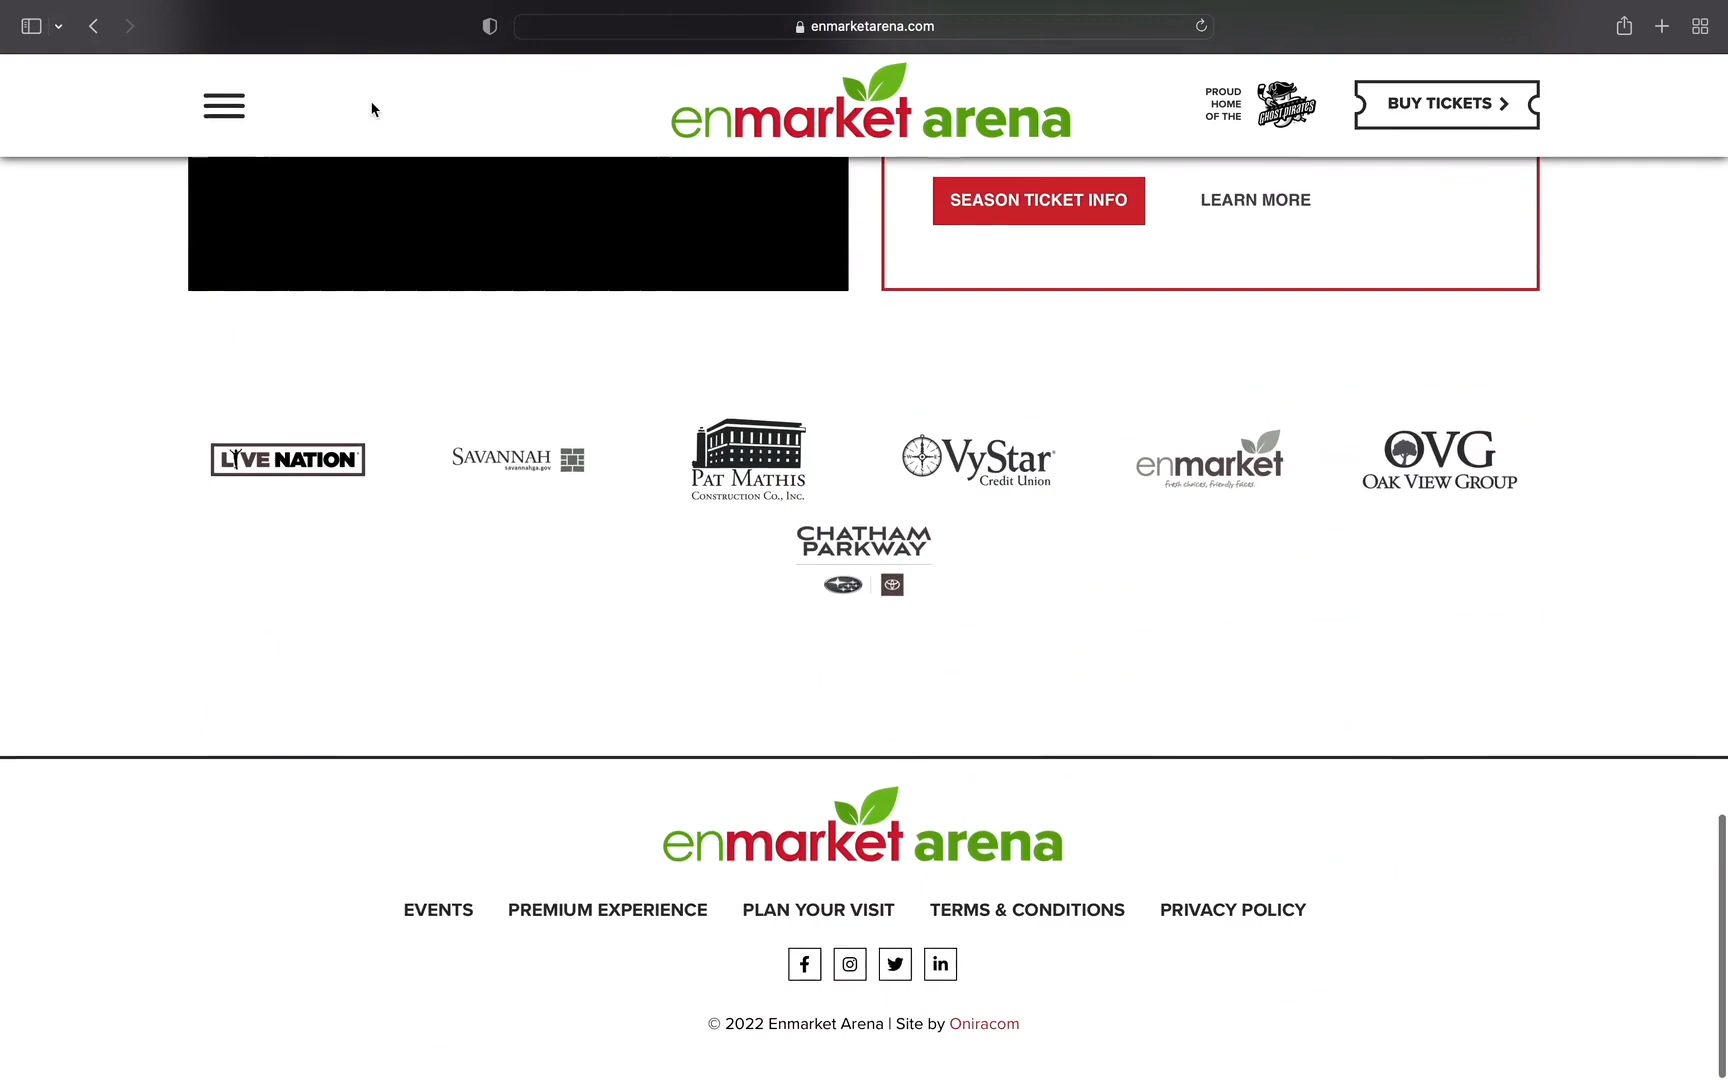 enmarketarena.com
enmarket arena
PROUD
HOME
OF THE
GHOST PIRATES
BUY TICKETS
SEASON TICKET INFO
LEARN MORE
LIVE NATION
SAVANNAH
savannahga.gov
PAT MATHIS
CONSTRUCTION CO., INC.
VyStar
Credit Union
enmarket
fresh choices, friendly faces.
OVG
OAK VIEW GROUP
CHATHAM
PARKWAY
enmarket arena
EVENTS
PREMIUM EXPERIENCE
PLAN YOUR VISIT
TERMS & CONDITIONS
PRIVACY POLICY
© 2022 Enmarket Arena | Site by Oniracom